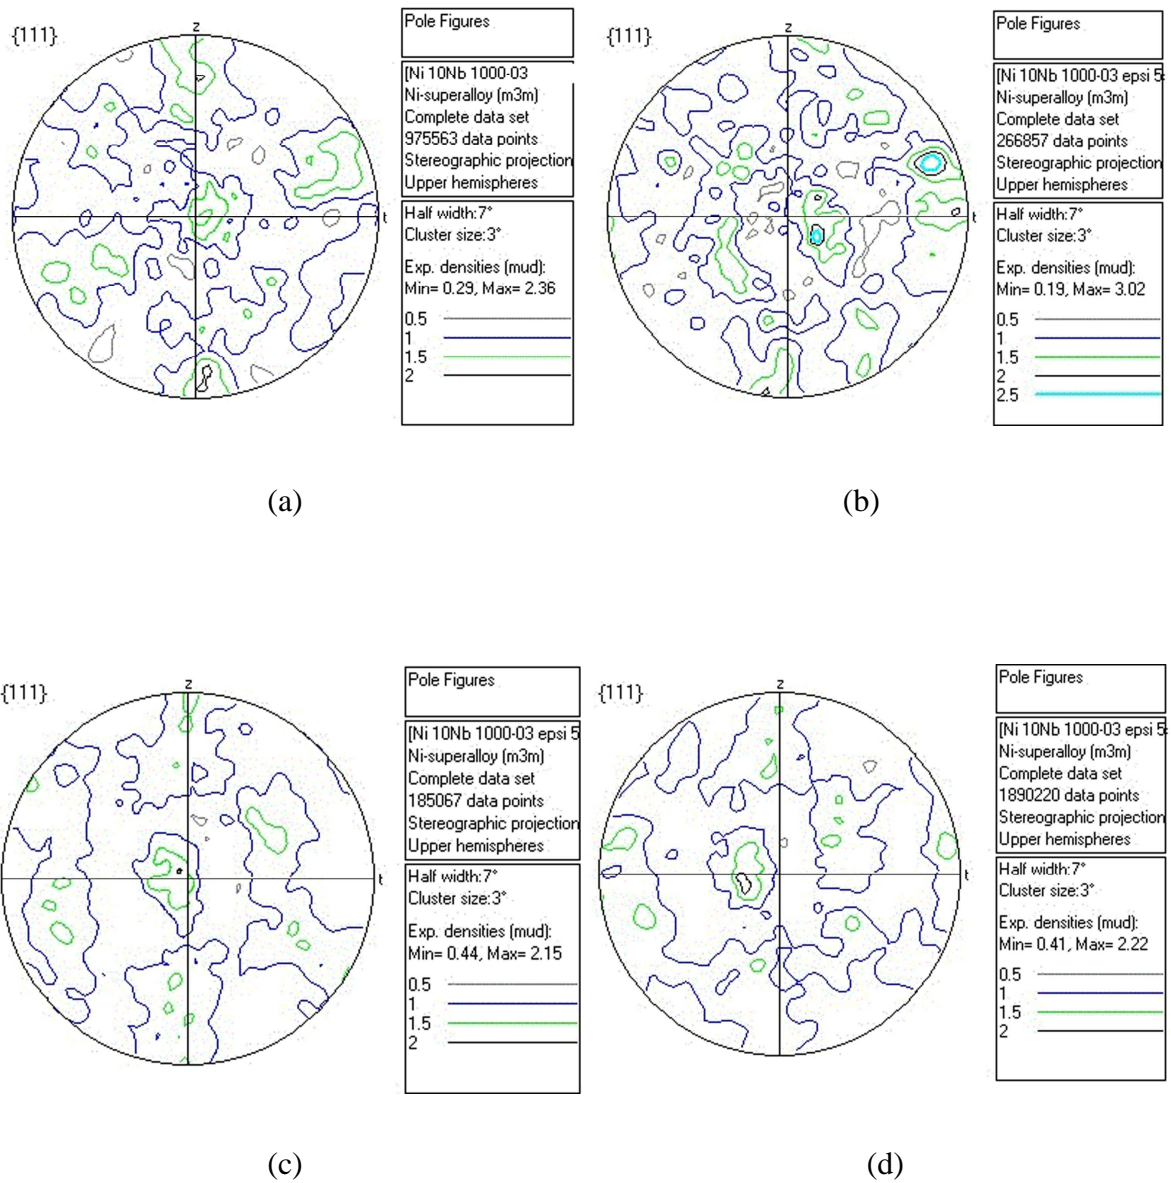 {111}
z
t
Pole Figures
[Ni 10Nb 1000-03
Ni-superalloy (m3m)
Complete data set
975563 data points
Stereographic projection
Upper hemispheres
Half width:7°
Cluster size:3°
Exp. densities (mud):
Min= 0.29, Max= 2.36
0.5
1
1.5
2
(a)
{111}
z
t
Pole Figures
[Ni 10Nb 1000-03 epsi 5
Ni-superalloy (m3m)
Complete data set
266857 data points
Stereographic projection
Upper hemispheres
Half width:7°
Cluster size:3°
Exp. densities (mud):
Min= 0.19, Max= 3.02
0.5
1
1.5
2
2.5
(b)
{111}
z
t
Pole Figures
[Ni 10Nb 1000-03 epsi 5
Ni-superalloy (m3m)
Complete data set
185067 data points
Stereographic projection
Upper hemispheres
Half width:7°
Cluster size:3°
Exp. densities (mud):
Min= 0.44, Max= 2.15
0.5
1
1.5
2
(c)
{111}
z
t
Pole Figures
[Ni 10Nb 1000-03 epsi 5
Ni-superalloy (m3m)
Complete data set
1890220 data points
Stereographic projection
Upper hemispheres
Half width:7°
Cluster size:3°
Exp. densities (mud):
Min= 0.41, Max= 2.22
0.5
1
1.5
2
(d)